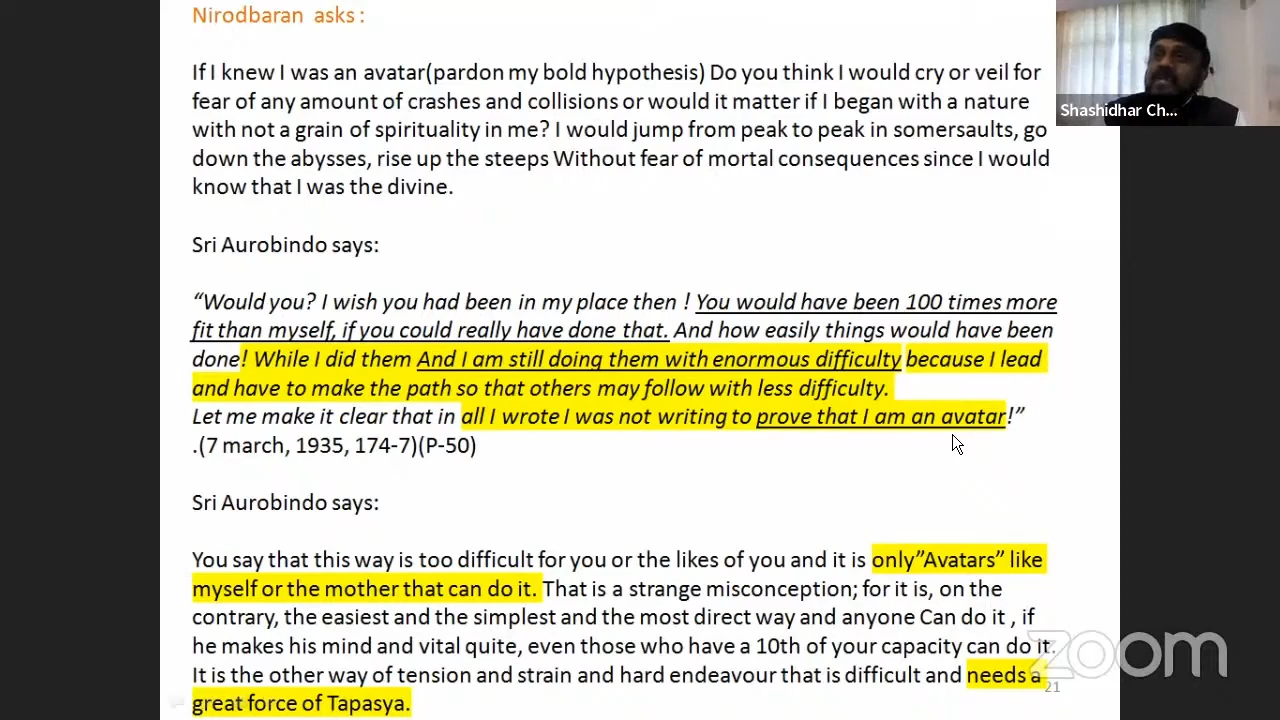 Nirodbaran asks :
If I knew I was an avatar(pardon my bold hypothesis) Do you think I would cry or veil for
fear of any amount of crashes and collisions or would it matter if I began with a nature
with not a grain of spirituality in me? I would jump from peak to peak in somersaults, go
down the abysses, rise up the steeps Without fear of mortal consequences since I would
know that I was the divine.
Sri Aurobindo says:
“Would you? I wish you had been in my place then ! You would have been 100 times more
fit than myself, if you could really have done that. And how easily things would have been
done! While I did them And I am still doing them with enormous difficulty because I lead
and have to make the path so that others may follow with less difficulty.
Let me make it clear that in all I wrote I was not writing to prove that I am an avatar!”
.(7 march, 1935, 174-7)(P-50)
Sri Aurobindo says:
You say that this way is too difficult for you or the likes of you and it is only”Avatars” like
myself or the mother that can do it. That is a strange misconception; for it is, on the
contrary, the easiest and the simplest and the most direct way and anyone Can do it , if
he makes his mind and vital quite, even those who have a 10th of your capacity can do it.
It is the other way of tension and strain and hard endeavour that is difficult and needs a
great force of Tapasya.
21
Shashidhar Ch...
zoom